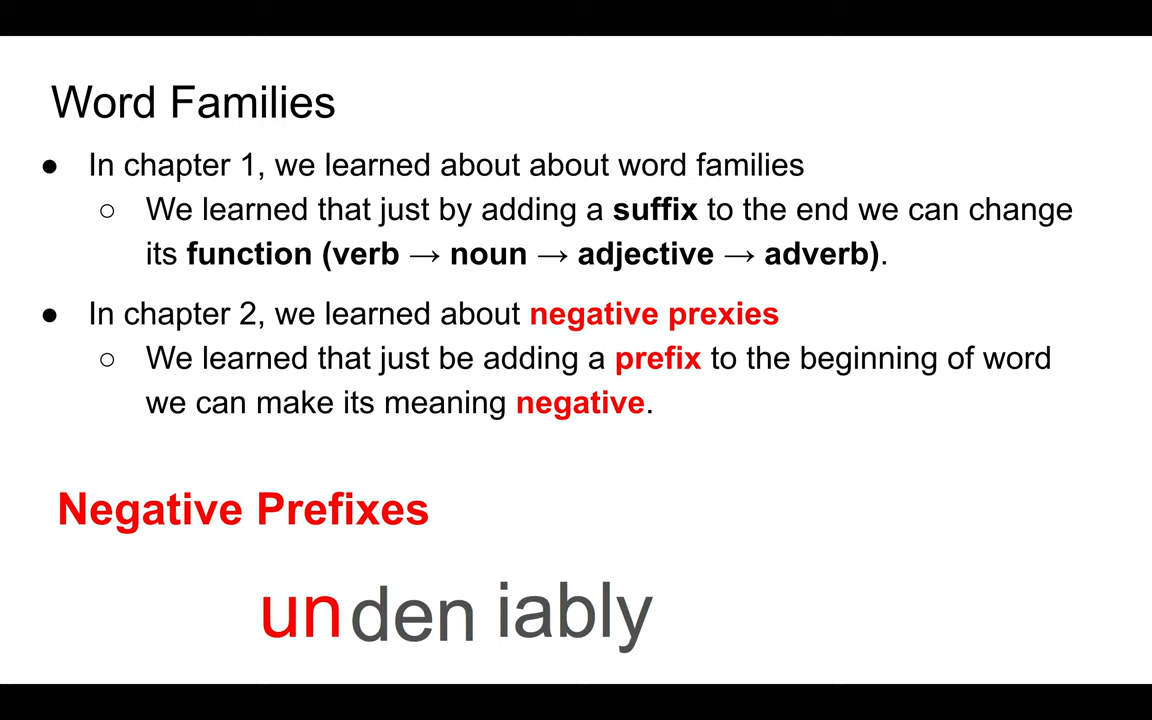 Word Families
● In chapter 1, we learned about about word families
○ We learned that just by adding a suffix to the end we can change
its function (verb → noun → adjective → adverb).
● In chapter 2, we learned about negative prexies
○ We learned that just be adding a prefix to the beginning of word
we can make its meaning negative.
Negative Prefixes
unden iably